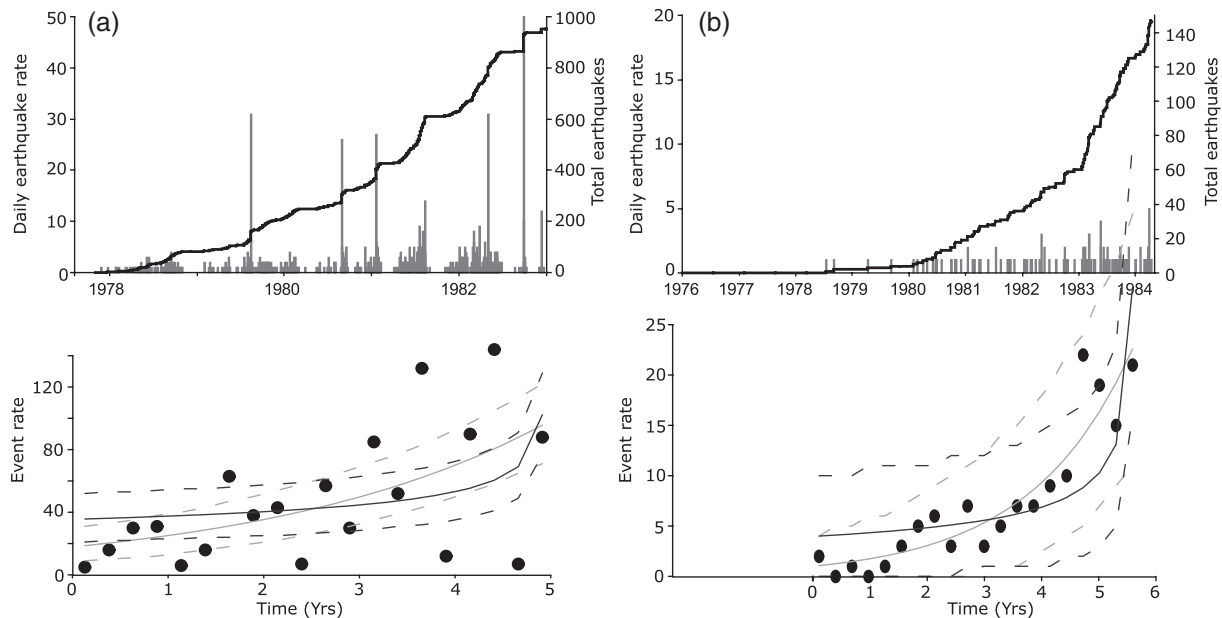 (a)
Daily earthquake rate
50
40
30
20
10
0
1978
1980
1982
1000
800
600
400
200
0
Total earthquakes
(b)
Daily earthquake rate
20
15
10
5
0
1976 1977 1978 1979 1980 1981 1982 1983 1984
140
120
100
80
60
40
20
0
Total earthquakes
Event rate
120
80
40
0
0 1 2 3 4 5
Time (Yrs)
Event rate
25
20
15
10
5
0
0 1 2 3 4 5 6
Time (Yrs)